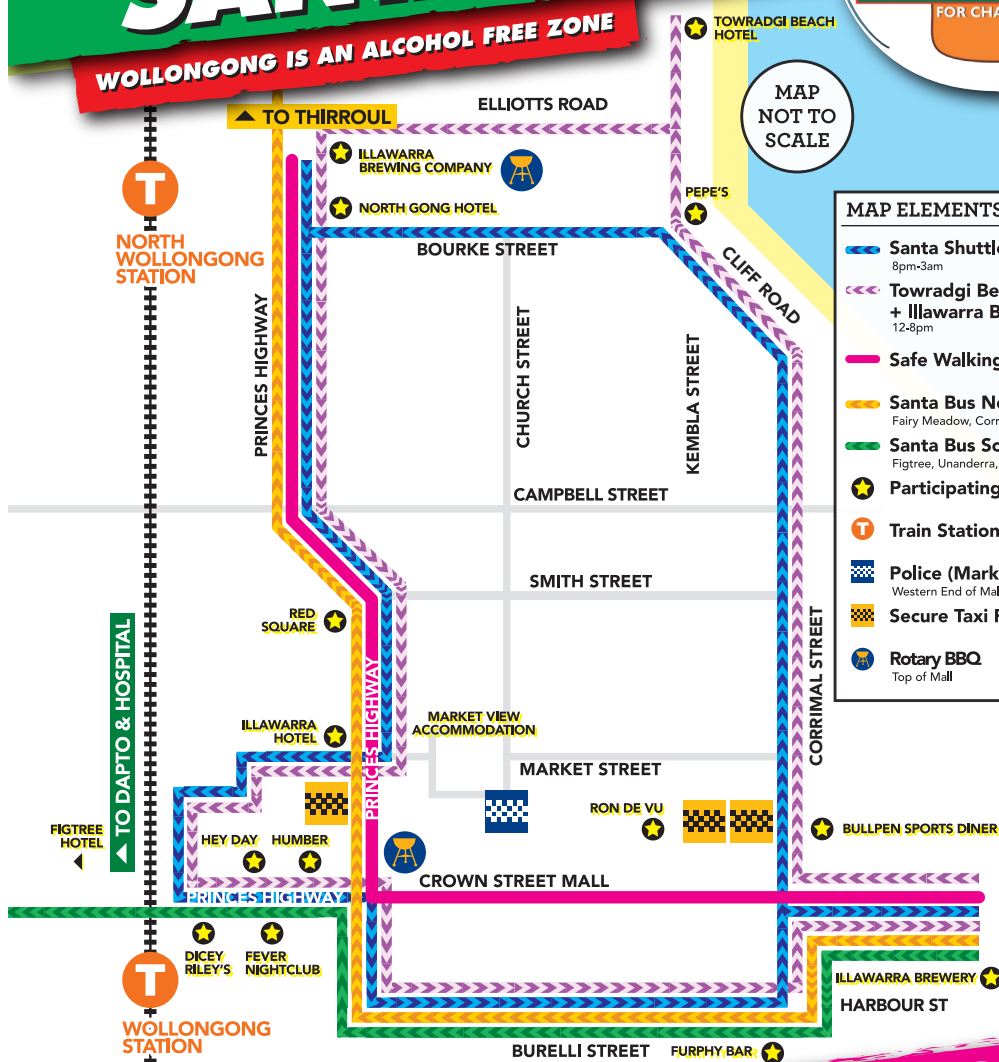 WOLLONGONG IS AN ALCOHOL FREE ZONE
FOR CHA
TOWRADGI BEACH
HOTEL
MAP
NOT TO
SCALE
▲ TO THIRROUL
ELLIOTTS ROAD
ILLAWARRA
BREWING COMPANY
T
NORTH
WOLLONGONG
STATION
NORTH GONG HOTEL
PEPE'S
BOURKE STREET
CLIFF ROAD
PRINCES HIGHWAY
CHURCH STREET
KEMBLA STREET
MAP ELEMENTS
Santa Shuttle
8pm-3am
Towradgi Be
+ Illawarra B
12-8pm
Safe Walking
Santa Bus No
Fairy Meadow, Corr
Santa Bus So
Figtree, Unanderra,
Participating
T
Train Station
Police (Mark
Western End of Mal
Secure Taxi R
Rotary BBQ
Top of Mall
CAMPBELL STREET
SMITH STREET
RED
SQUARE
▲ TO DAPTO & HOSPITAL
PRINCES HIGHWAY
CORRIMAL STREET
ILLAWARRA
HOTEL
MARKET VIEW
ACCOMMODATION
MARKET STREET
RON DE VU
BULLPEN SPORTS DINER
FIGTREE
HOTEL
HEY DAY
HUMBER
CROWN STREET MALL
PRINCES HIGHWAY
DICEY
RILEY'S
FEVER
NIGHTCLUB
T
WOLLONGONG
STATION
ILLAWARRA BREWERY
HARBOUR ST
BURELLI STREET
FURPHY BAR